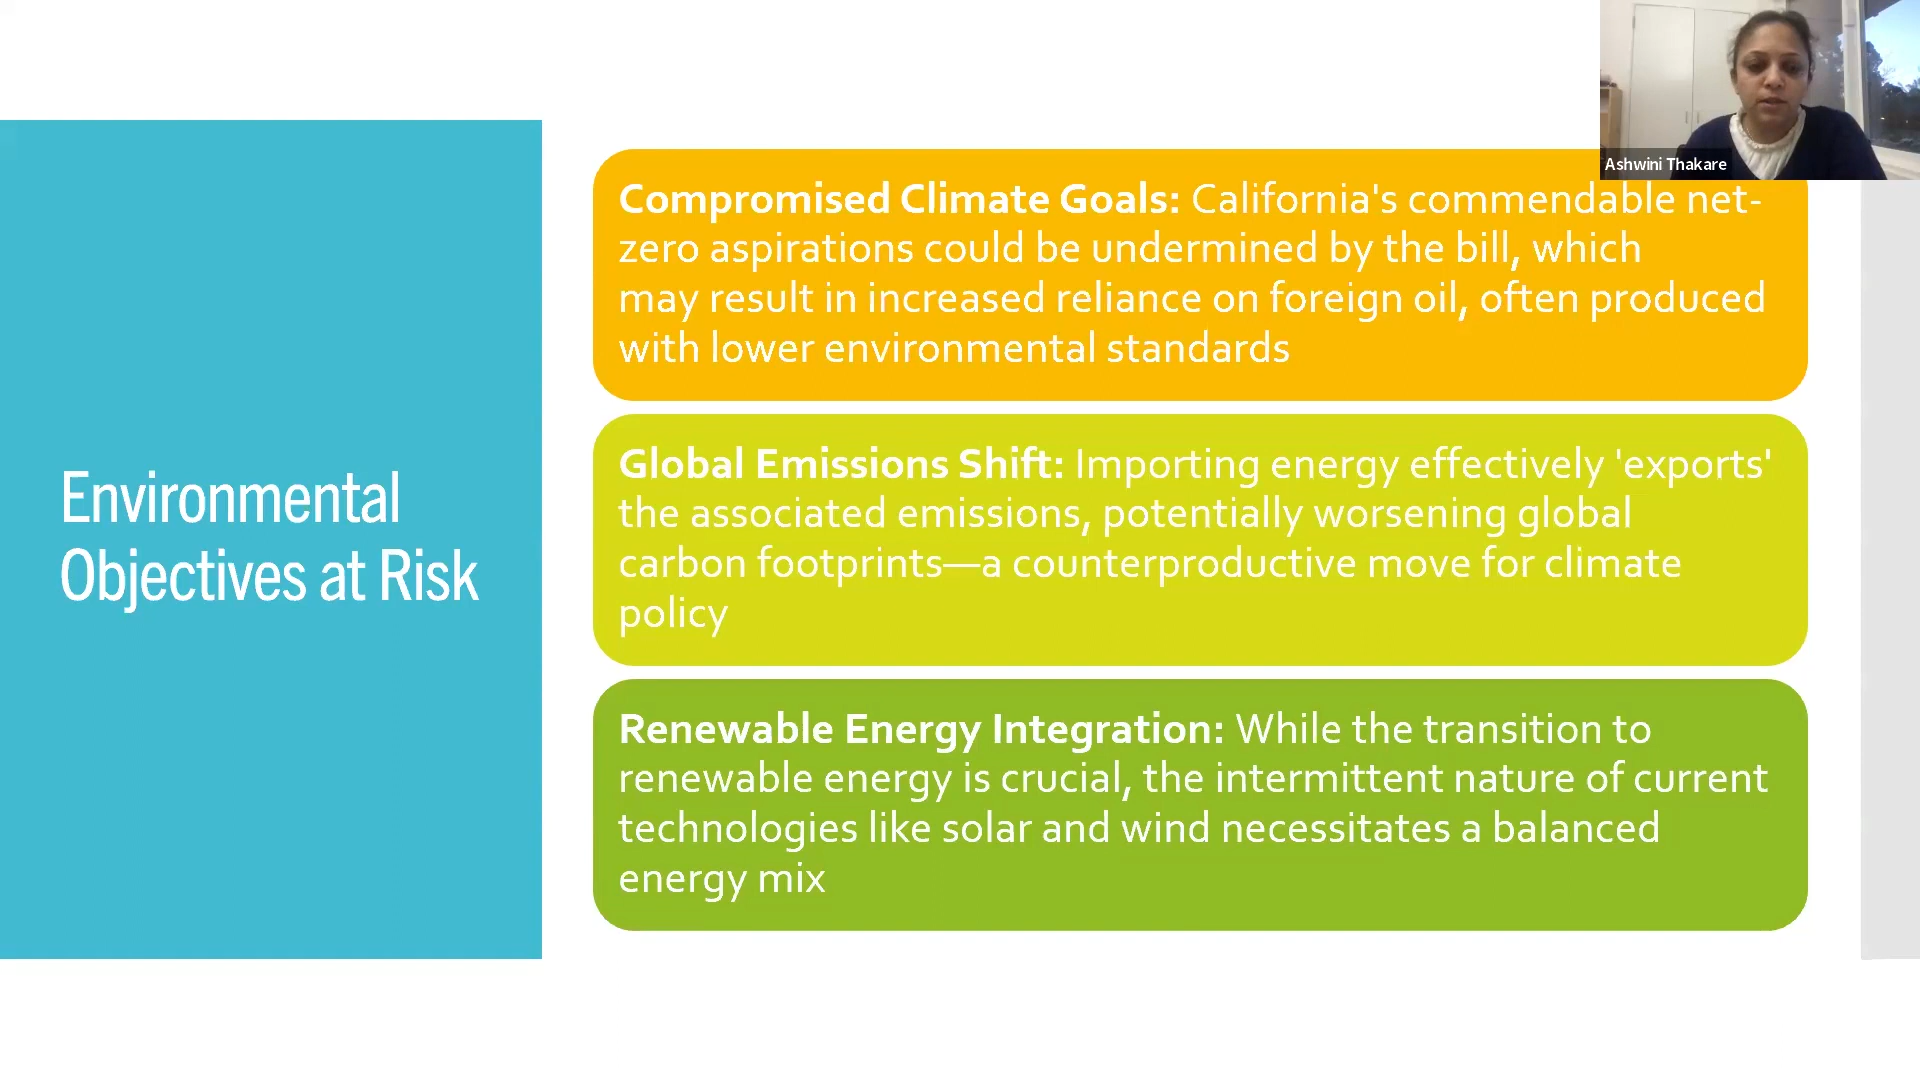 Ashwini Thakare
Environmental
Objectives at Risk
Compromised Climate Goals: California's commendable net-
zero aspirations could be undermined by the bill, which
may result in increased reliance on foreign oil, often produced
with lower environmental standards
Global Emissions Shift: Importing energy effectively 'exports'
the associated emissions, potentially worsening global
carbon footprints—a counterproductive move for climate
policy
Renewable Energy Integration: While the transition to
renewable energy is crucial, the intermittent nature of current
technologies like solar and wind necessitates a balanced
energy mix